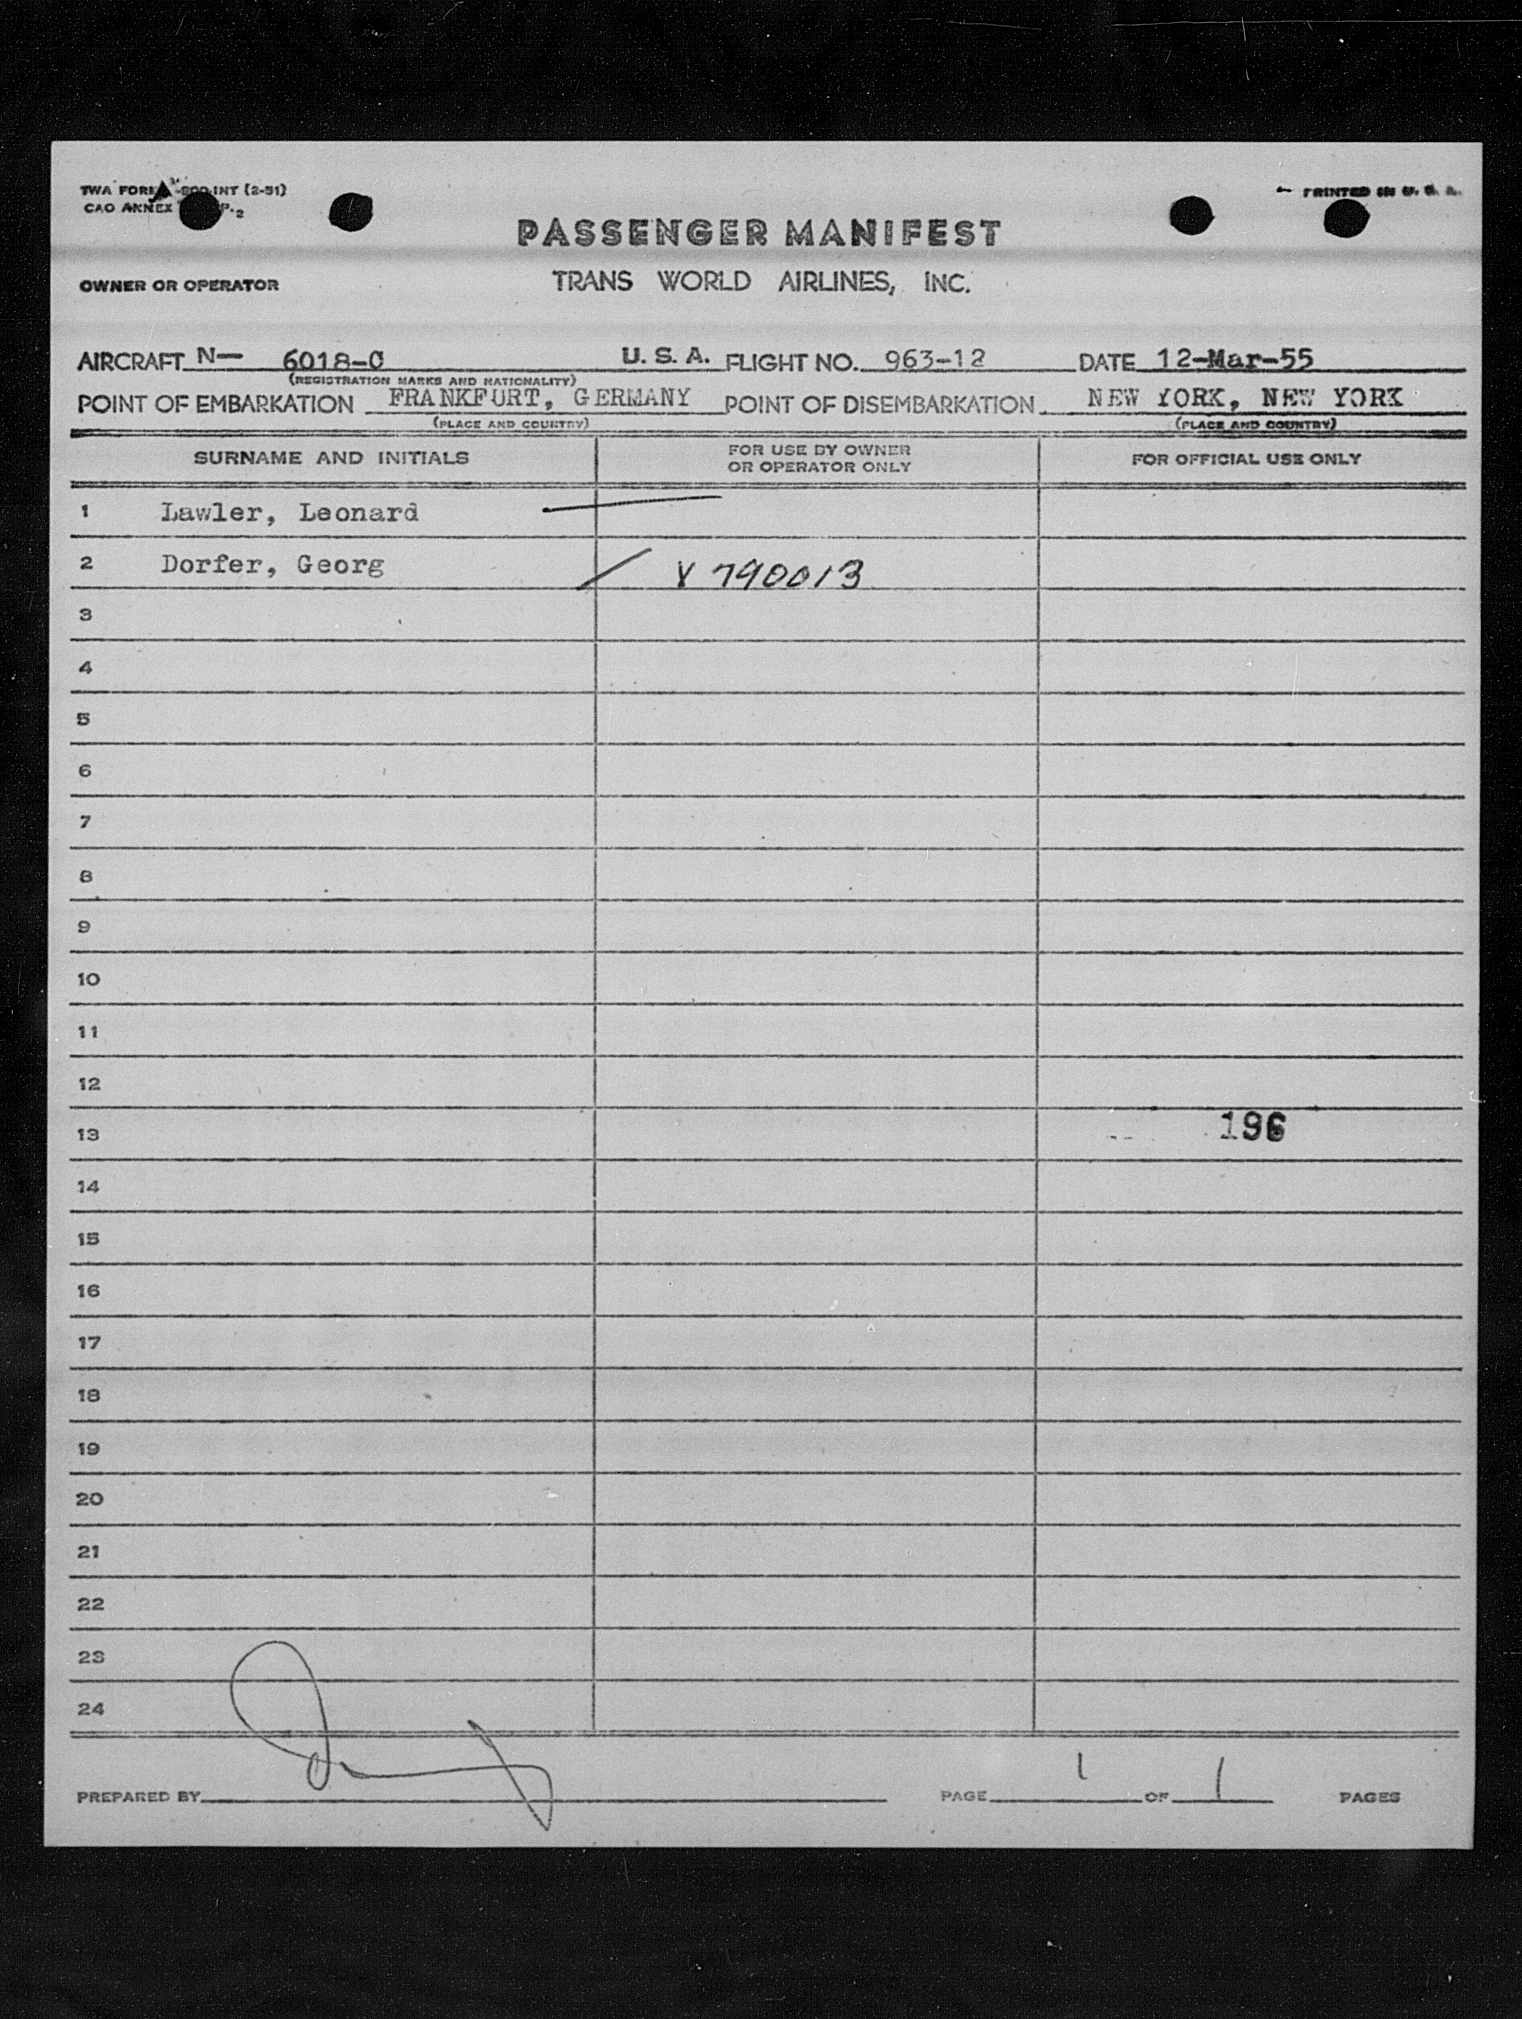 TWA FORM INT (2-51)
CAO ANNEX P. 2
PRINTED IN U. S. A.
PASSENGER MANIFEST
OWNER OR OPERATOR TRANS WORLD AIRLINES, INC.
AIRCRAFT N— 6018-C U. S. A. FLIGHT NO. 963-12 DATE 12-Mar-55
(REGISTRATION MARKS AND NATIONALITY)
POINT OF EMBARKATION FRANKFURT, GERMANY POINT OF DISEMBARKATION NEW YORK, NEW YORK
(PLACE AND COUNTRY) (PLACE AND COUNTRY)
SURNAME AND INITIALS FOR USE BY OWNER OR OPERATOR ONLY FOR OFFICIAL USE ONLY
1 Lawler, Leonard
2 Dorfer, Georg V 790013
3
4
5
6
7
8
9
10
11
12
13 196
14
15
16
17
18
19
20
21
22
23
24
PREPARED BY PAGE 1 OF 1 PAGES